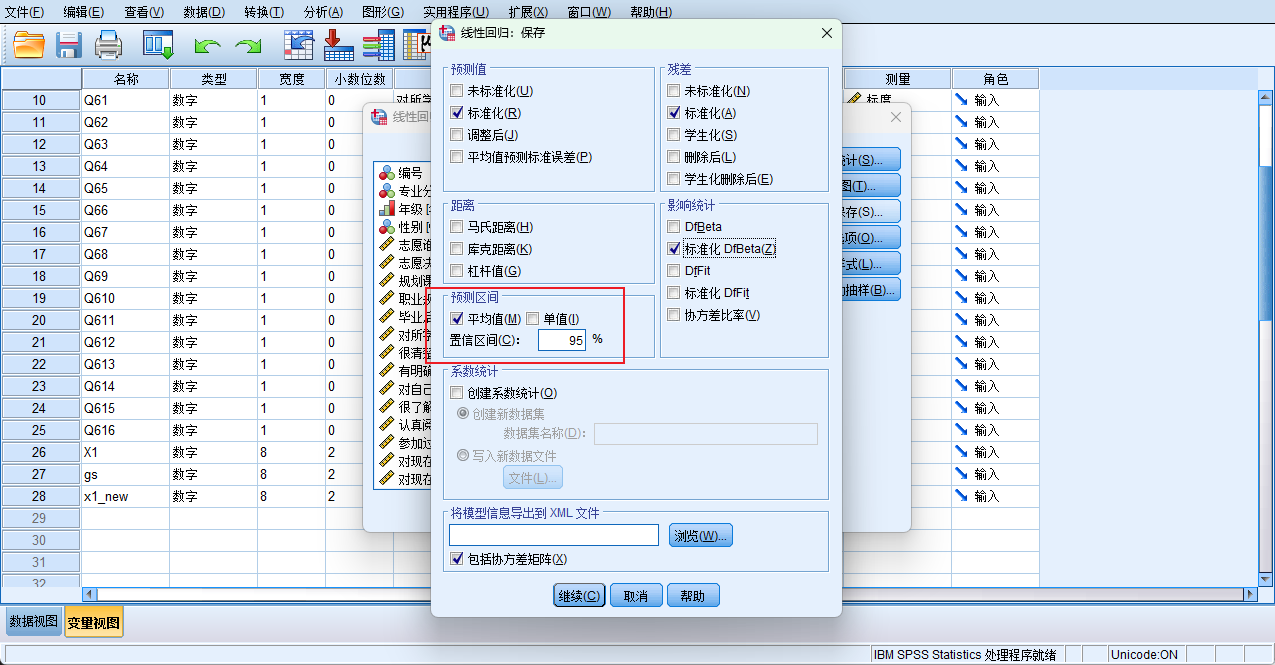 文件(F) 编辑(E) 查看(V) 数据(D) 转换(T) 分析(A) 图形(G) 实用程序(U) 扩展(X) 窗口(W) 帮助(H)
名称 类型 宽度 小数位数 测量 角色
10 Q61 数字 1 0 对所学 标度 输入
11 Q62 数字 1 0 输入
12 Q63 数字 1 0 输入
13 Q64 数字 1 0 输入
14 Q65 数字 1 0 输入
15 Q66 数字 1 0 输入
16 Q67 数字 1 0 输入
17 Q68 数字 1 0 输入
18 Q69 数字 1 0 输入
19 Q610 数字 1 0 输入
20 Q611 数字 1 0 输入
21 Q612 数字 1 0 输入
22 Q613 数字 1 0 输入
23 Q614 数字 1 0 输入
24 Q615 数字 1 0 输入
25 Q616 数字 1 0 输入
26 X1 数字 8 2 输入
27 gs 数字 8 2 输入
28 x1_new 数字 8 2 输入
29
30
31
32
线性回归
编号
专业分
年级
性别
志愿
志愿
规划课
职业
毕业后
对所学
很清楚
有明确
对自己
很了解
认真阅
参加过
对现在
对现在
计(S)...
图(T)...
存(S)...
项(O)...
式(L)...
抽样(B)...
线性回归：保存
预测值
未标准化(U)
标准化(R)
调整后(J)
平均值预测标准误差(P)
残差
未标准化(N)
标准化(A)
学生化(S)
删除后(L)
学生化删除后(E)
距离
马氏距离(H)
库克距离(K)
杠杆值(G)
影响统计
DfBeta
标准化 DfBeta(Z)
DfFit
标准化 DfFit
协方差比率(V)
预测区间
平均值(M) 单值(I)
置信区间(C)： 95 %
系数统计
创建系数统计(O)
创建新数据集
数据集名称(D)：
写入新数据文件
文件(L)...
将模型信息导出到 XML 文件
浏览(W)...
包括协方差矩阵(X)
继续(C) 取消 帮助
数据视图 变量视图
IBM SPSS Statistics 处理程序就绪 Unicode:ON